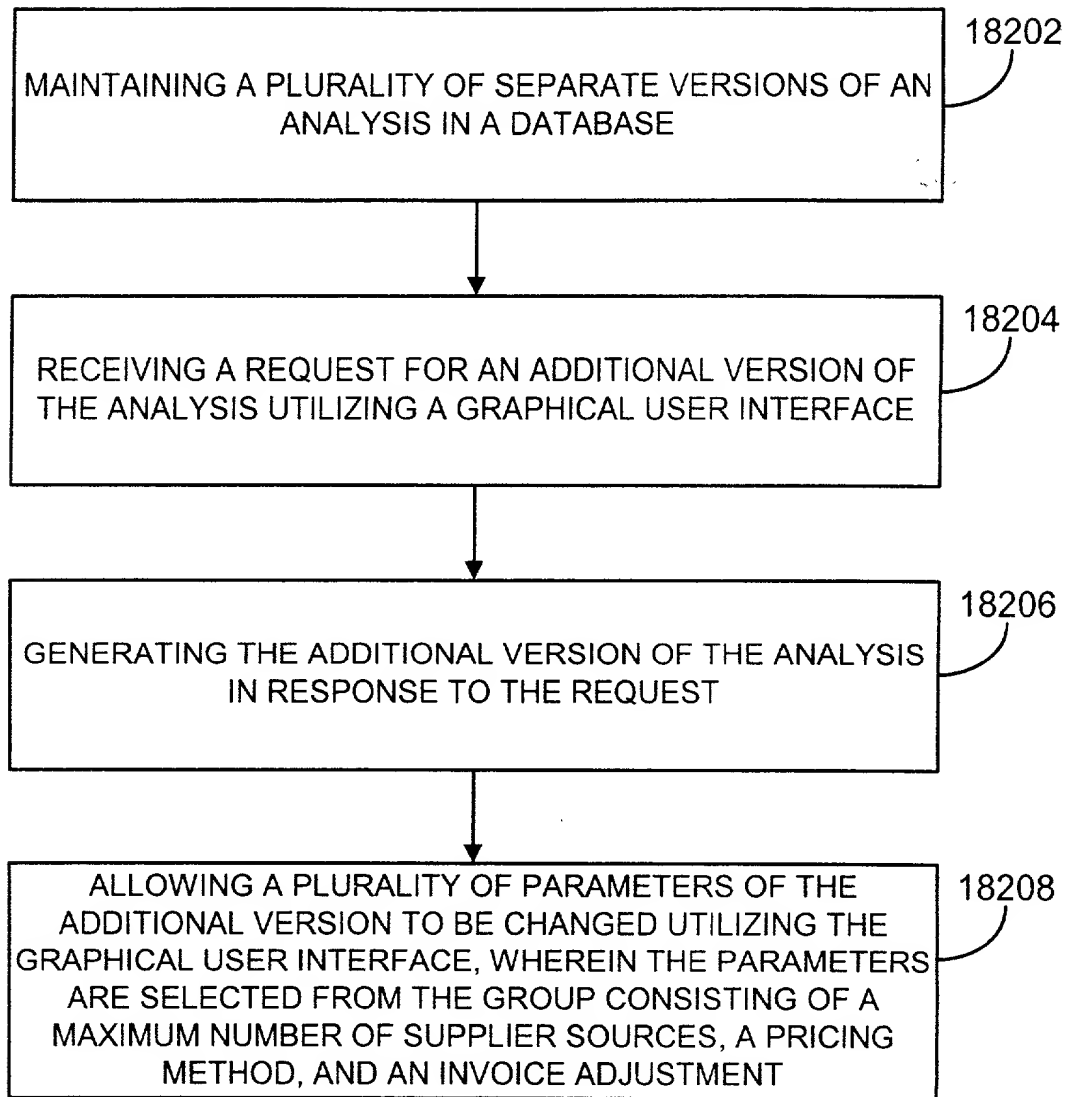 18202
MAINTAINING A PLURALITY OF SEPARATE VERSIONS OF AN
ANALYSIS IN A DATABASE
18204
RECEIVING A REQUEST FOR AN ADDITIONAL VERSION OF
THE ANALYSIS UTILIZING A GRAPHICAL USER INTERFACE
18206
GENERATING THE ADDITIONAL VERSION OF THE ANALYSIS
IN RESPONSE TO THE REQUEST
18208
ALLOWING A PLURALITY OF PARAMETERS OF THE
ADDITIONAL VERSION TO BE CHANGED UTILIZING THE
GRAPHICAL USER INTERFACE, WHEREIN THE PARAMETERS
ARE SELECTED FROM THE GROUP CONSISTING OF A
MAXIMUM NUMBER OF SUPPLIER SOURCES, A PRICING
METHOD, AND AN INVOICE ADJUSTMENT